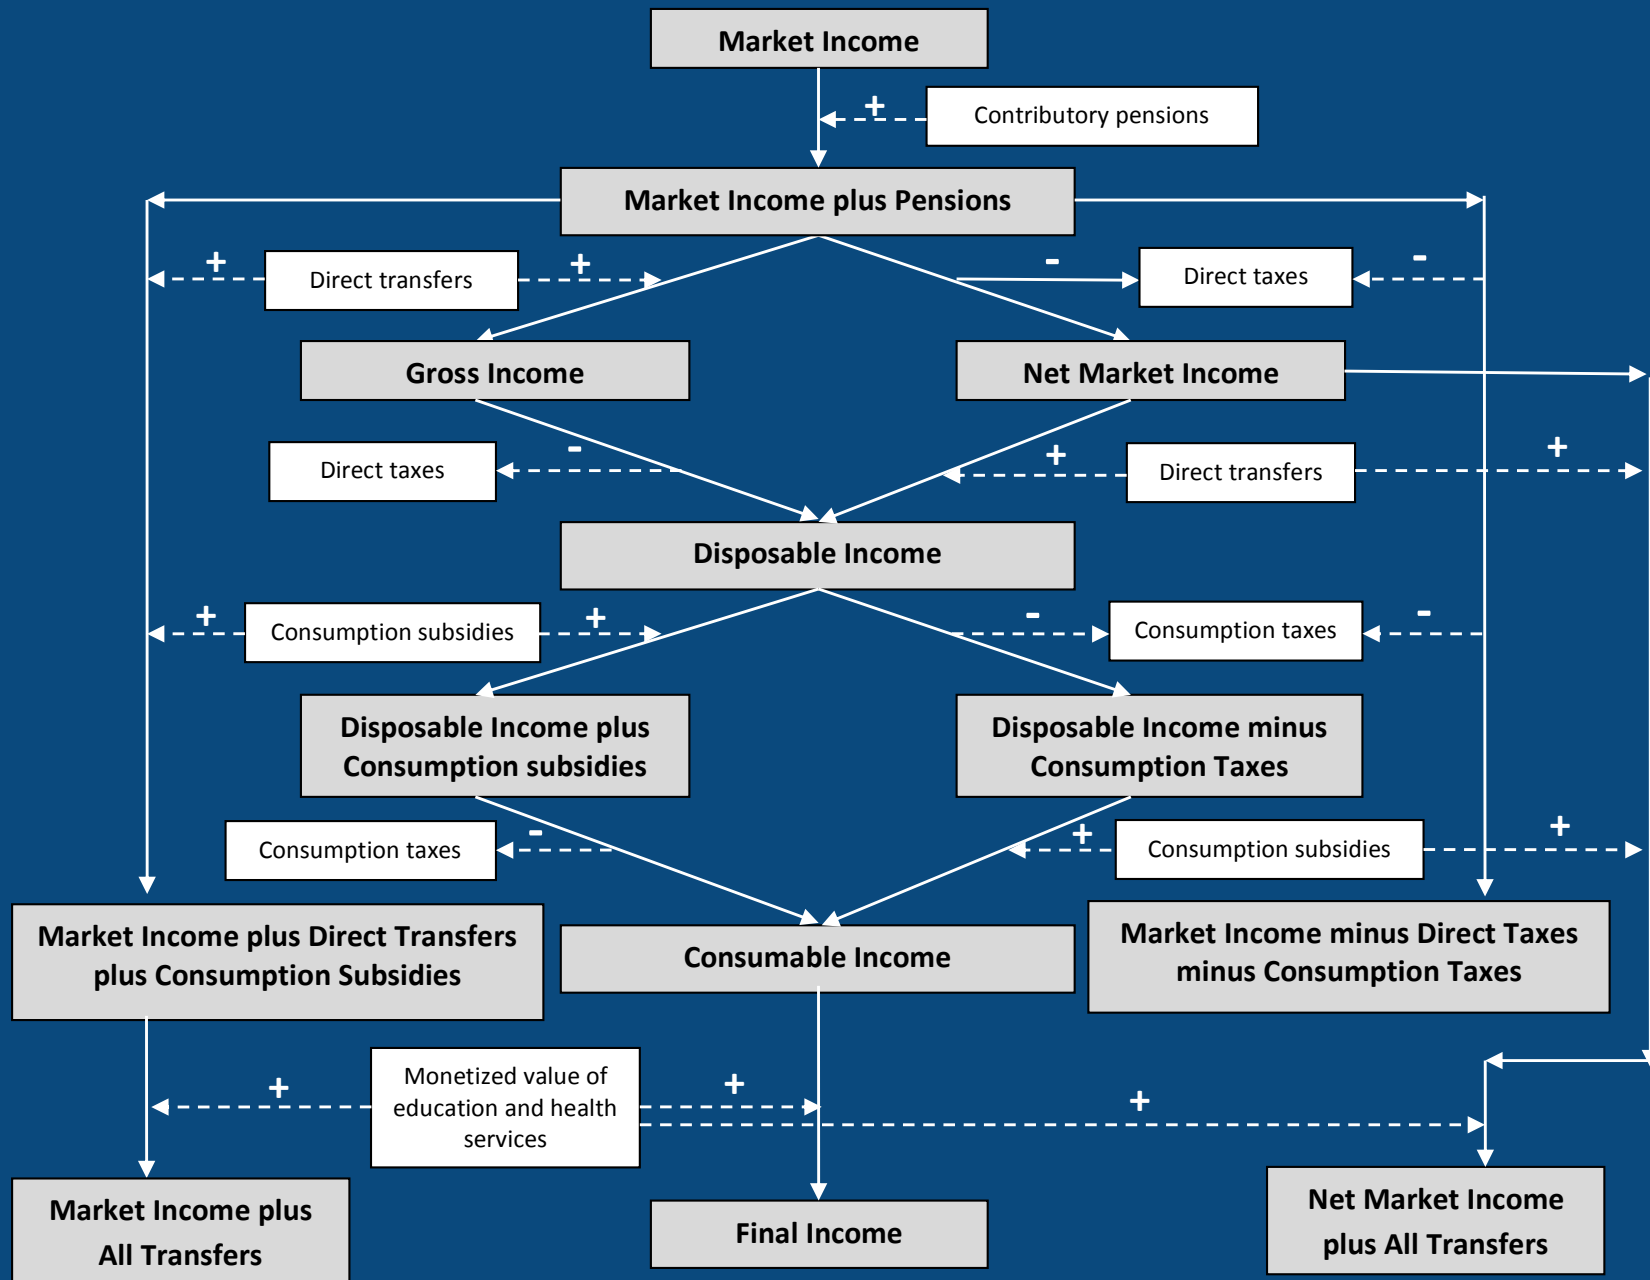 Market Income
+
Contributory pensions
Market Income plus Pensions
+
Direct transfers
+
-
Direct taxes
-
Gross Income
Net Market Income
Direct taxes
-
+
Direct transfers
+
Disposable Income
+
Consumption subsidies
+
-
Consumption taxes
-
Disposable Income plus
Consumption subsidies
Disposable Income minus
Consumption Taxes
Consumption taxes
-
+
Consumption subsidies
+
Market Income plus Direct Transfers
plus Consumption Subsidies
Consumable Income
Market Income minus Direct Taxes
minus Consumption Taxes
+
Monetized value of
education and health
services
+
+
Market Income plus
All Transfers
Final Income
Net Market Income
plus All Transfers